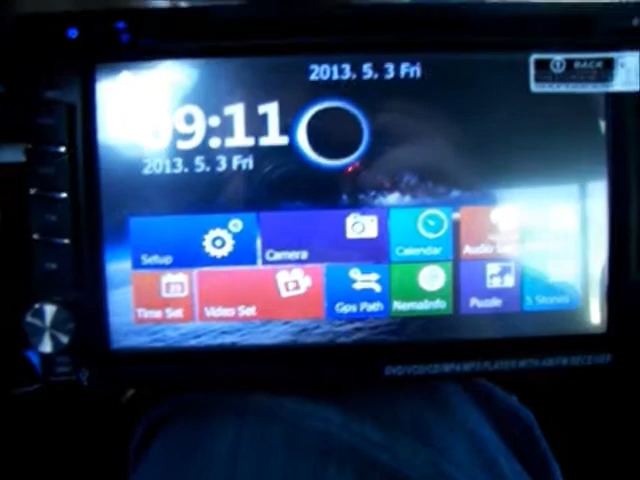 2013. 5. 3 Fri
BACK
09:11
2013. 5. 3 Fri
Setup
Camera
Calendar
Audio
Time Set
Video Set
Gps Path
NemaInfo
Puzzle
5 Stones
DVD/VCD/CD/MP4/MP3 PLAYER WITH AM/FM RECEIVER